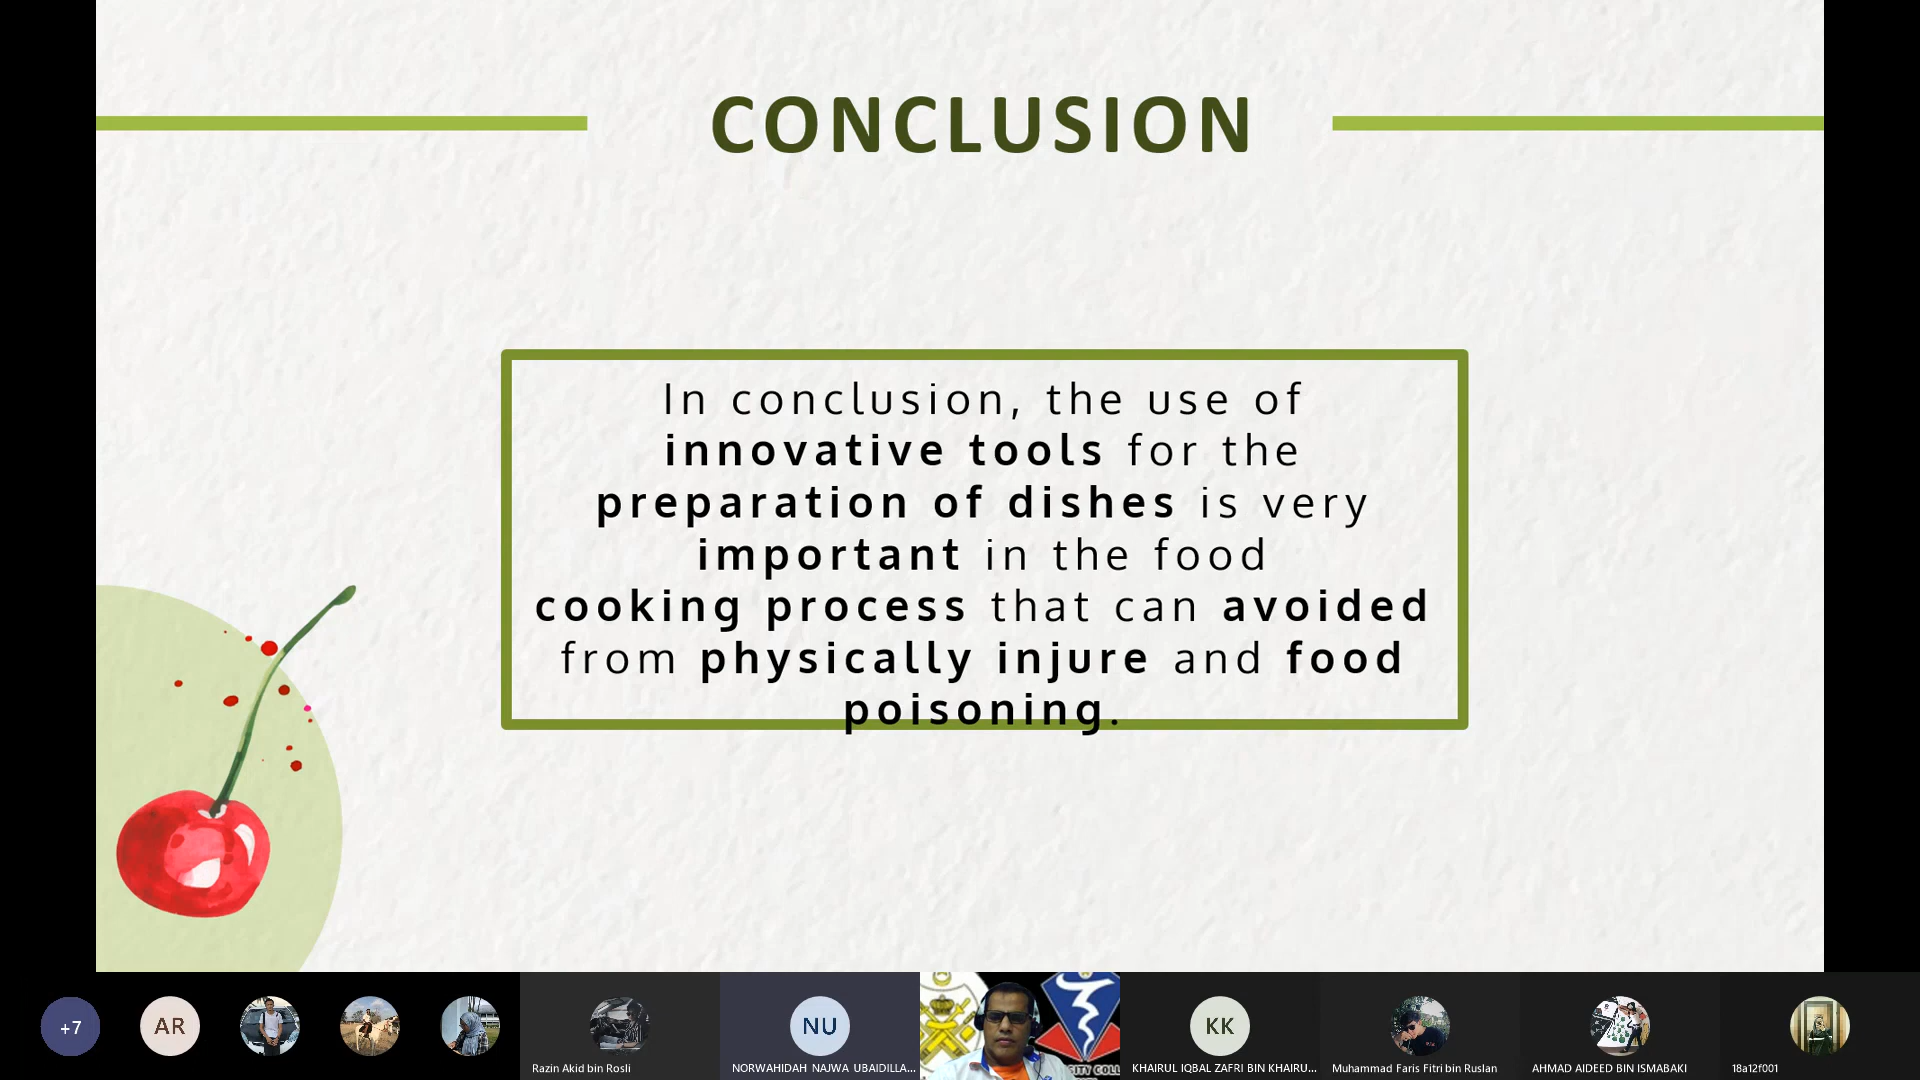 CONCLUSION
In conclusion, the use of
innovative tools for the
preparation of dishes is very
important in the food
cooking process that can avoided
from physically injure and food
poisoning.
+7
AR
NU
KK
CITY COLL
Razin Akid bin Rosli
NORWAHIDAH NAJWA UBAIDILLA...
KHAIRUL IQBAL ZAFRI BIN KHAIRU...
Muhammad Faris Fitri bin Ruslan
AHMAD AIDEED BIN ISMABAKI
18a12f001